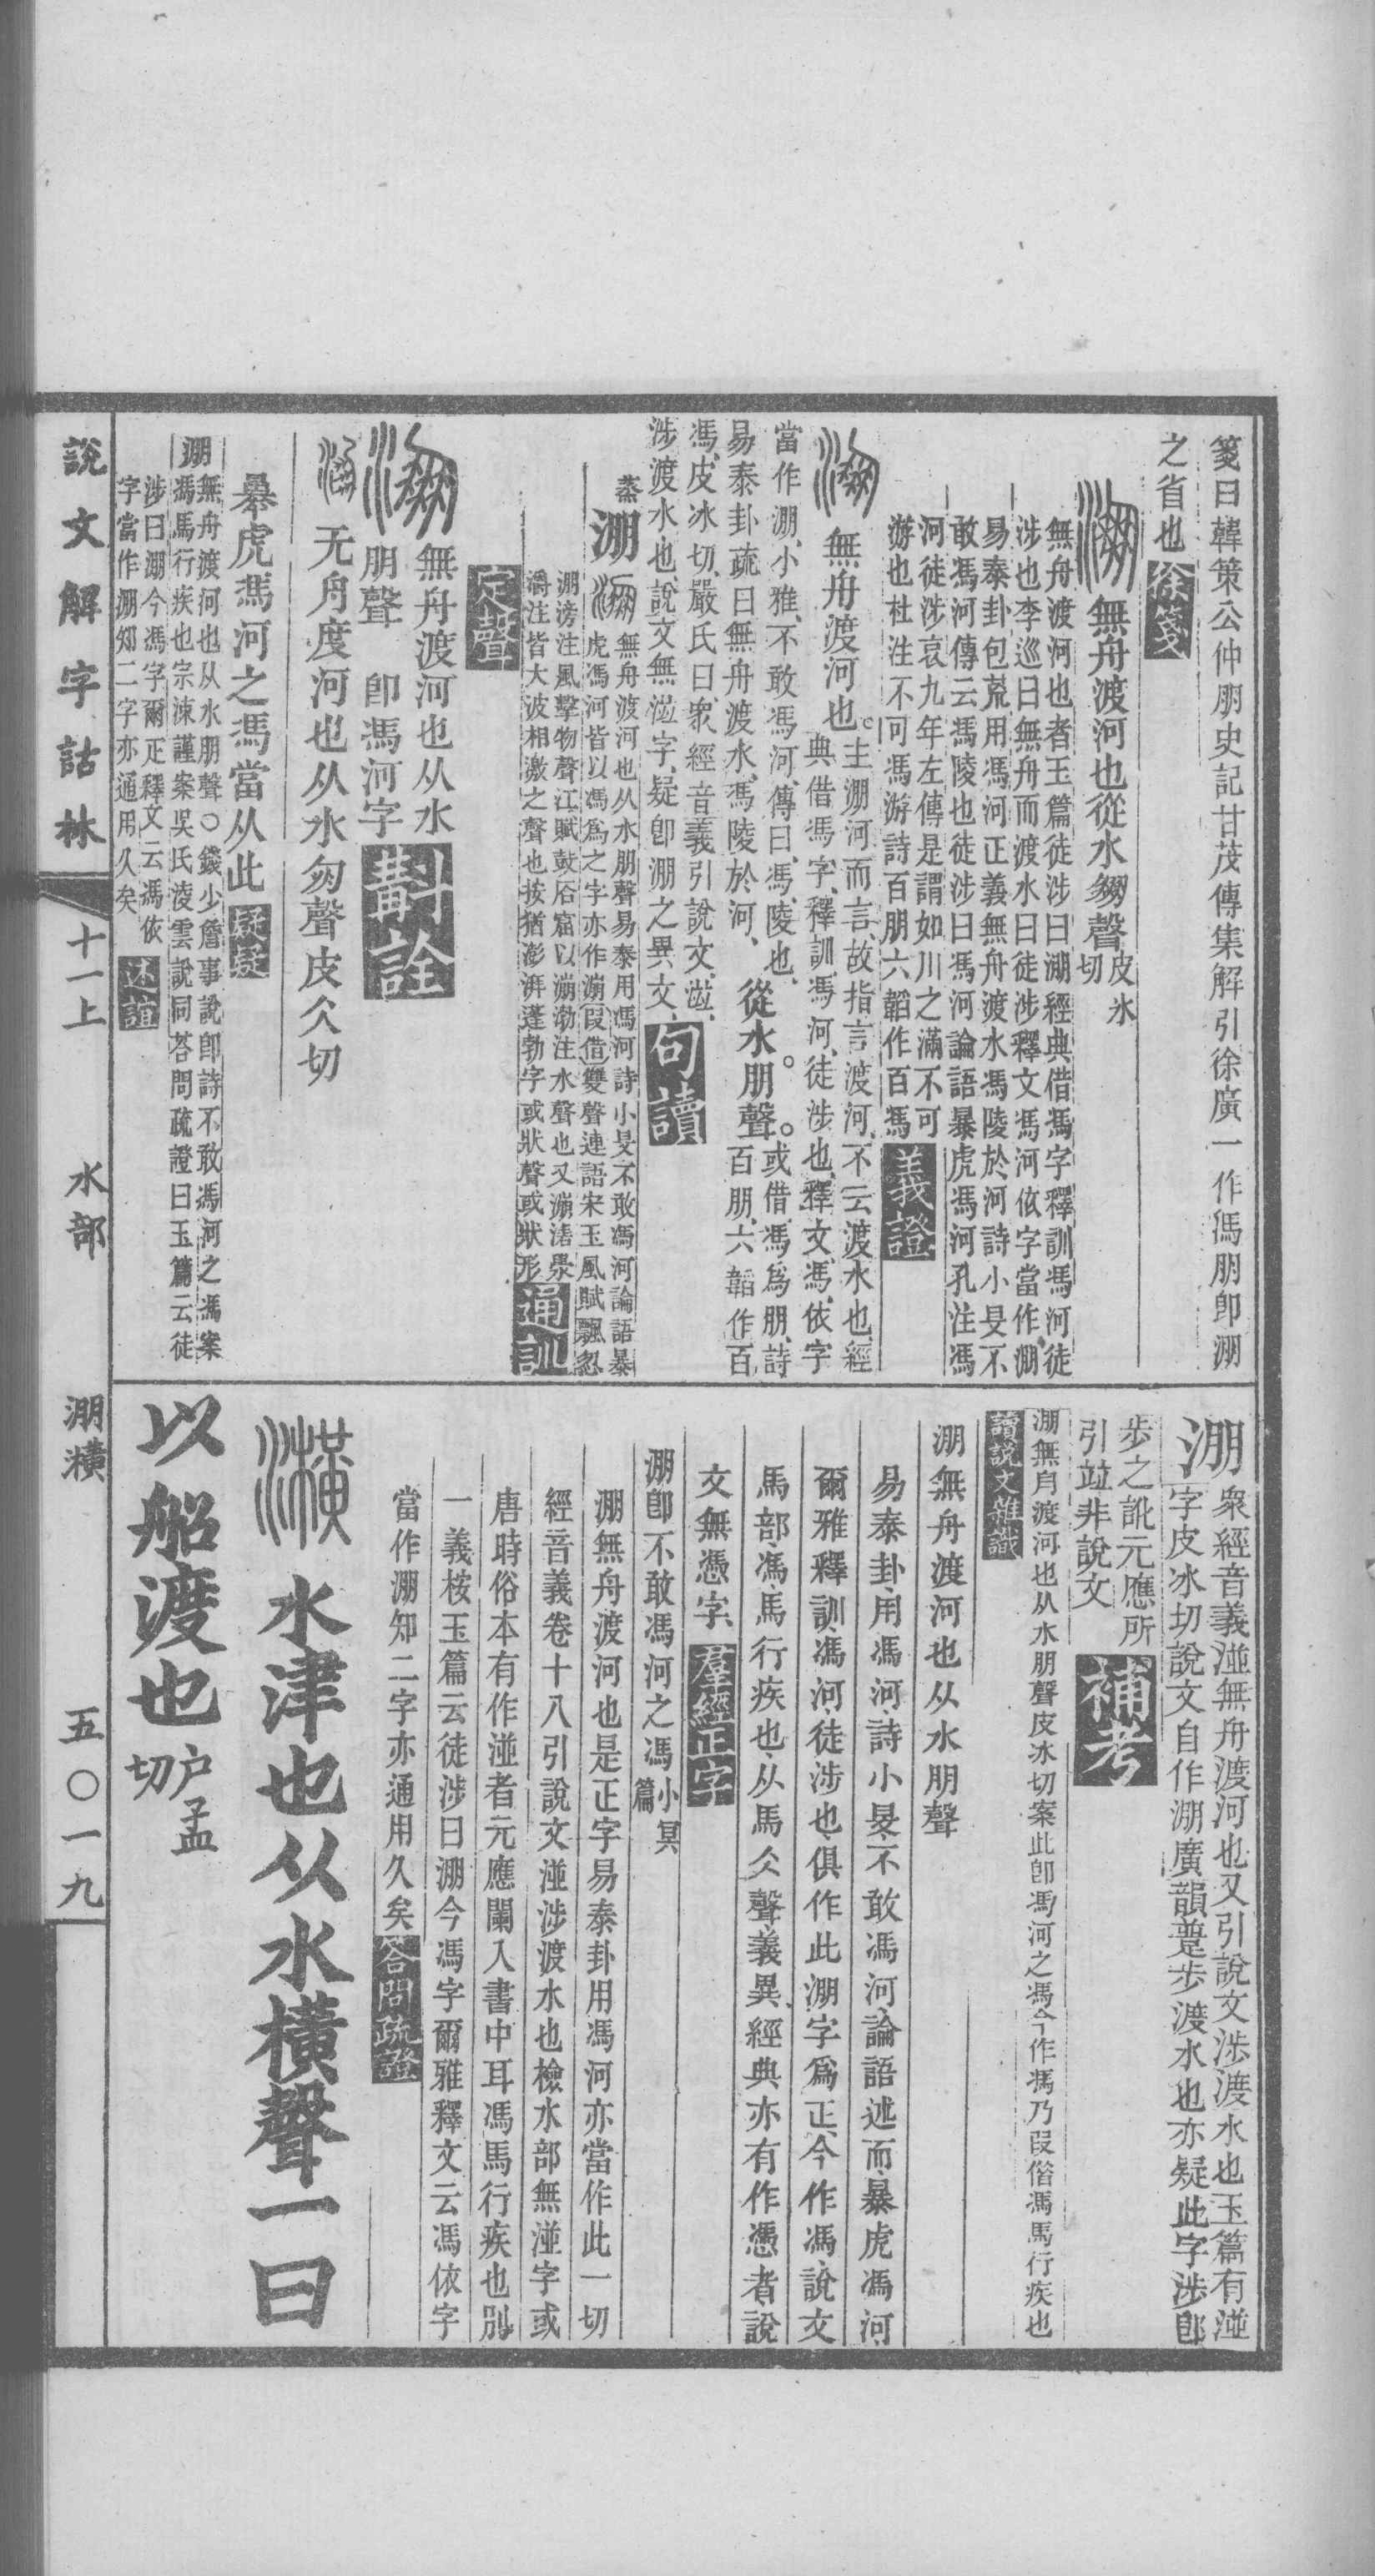 箋曰韓策公仲朋史記甘茂傳集解引徐廣一作馮朋卽淜
之省也徐箋
無舟渡河也從水朋聲皮冰切
無舟渡河也者玉篇徒涉曰淜經典借馮字釋訓馮河徒
涉也李巡曰無舟而渡水曰徒涉釋文馮河依字當作淜
易泰卦包荒用馮河正義無舟渡水馮陵於河詩小旻不
敢馮河傳云馮陵也徒涉曰馮河論語暴虎馮河孔注馮
河徒涉哀九年左傳是謂如川之滿不可
游也杜注不可馮游詩百朋六韜作百馮義證
無舟渡河也。主淜河而言、故指言渡河、不云渡水也、經
典借馮字、釋訓馮河、徒涉也、釋文、馮、依字
當作淜、小雅、不敢馮河、傳曰、馮、陵也、
易泰卦疏曰無舟渡水、馮陵於河、從水。朋聲。或借馮爲朋、詩
百朋、六韜作百
馮、皮冰切、嚴氏曰、衆經音義引說文、湴、
涉渡水也、說文無湴字、疑卽淜之異文、句讀
蒸淜 無舟渡河也从水朋聲易泰用馮河詩小旻不敢馮河論語暴
虎馮河皆以馮爲之字亦作漰叚借雙聲連語宋玉風賦飄忽
淜滂注風擊物聲江賦鼓㕎窟以漰渤注水聲也又漰湱澩
灂注皆大波相激之聲也按猶澎湃蓬勃字或狀聲或狀形通訓
定聲
無舟渡河也从水
朋聲 卽馮河字斠詮
无舟度河也从水匆聲皮仌切
暴虎馮河之馮當从此疑疑
淜無舟渡河也从水朋聲○錢少詹事說卽詩不敢馮河之馮案
馮馬行疾也宗涑謹案吳氏淩雲說同荅問疏證曰玉篇云徒
涉曰淜今馮字爾正釋文云馮依
字當作淜知二字亦通用久矣述誼
淜 衆經音義湴無舟渡河也又引說文涉渡水也玉篇有湴
字皮冰切說文自作淜廣韻躄步渡水也亦疑此字涉卽
步之訛元應所
引竝非說文補考
淜無舟渡河也从水朋聲皮冰切案此卽馮河之馮今作馮乃叚偺馮馬行疾也
讀說文雜識
淜無舟渡河也从水朋聲
易泰卦、用馮河、詩小旻、不敢馮河、論語述而、暴虎馮河、
爾雅釋訓、馮河、徒涉也、俱作此淜字爲正、今作馮、說文
馬部、馮、馬行疾也、从馬仌聲、義異、經典亦有作憑者、說
文無憑字、羣經正字
淜卽不敢馮河之馮小冥篇
淜無舟渡河也是正字易泰卦用馮河亦當作此一切
經音義卷十八引說文湴涉渡水也檢水部無湴字或
唐時俗本有作湴者元應闌入書中耳馮馬行疾也別
一義桉玉篇云徒涉曰淜今馮字爾雅釋文云馮依字
當作淜知二字亦通用久矣荅問疏證
水津也从水橫聲一曰
以船渡也戶孟切
說文解字詁林 十一上 水部 淜橫 五〇一九